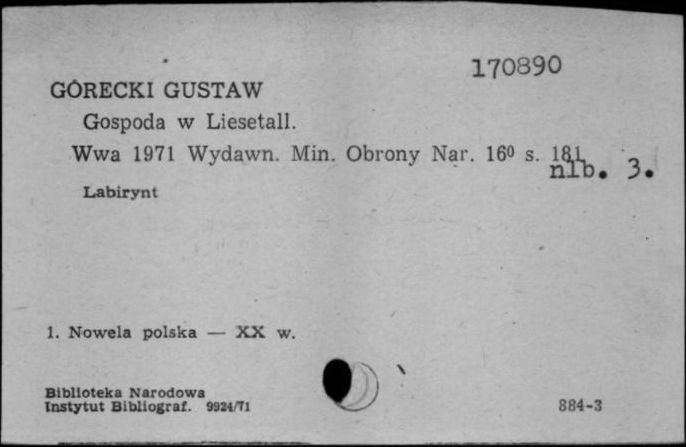 170890
GÓRECKI GUSTAW
Gospoda w Liesetall.
Wwa 1971 Wydawn. Min. Obrony Nar. 16⁰ s. 181
nlb. 3.
Labirynt
1. Nowela polska — XX w.
Biblioteka Narodowa
Instytut Bibliograf. 9924/71
884-3